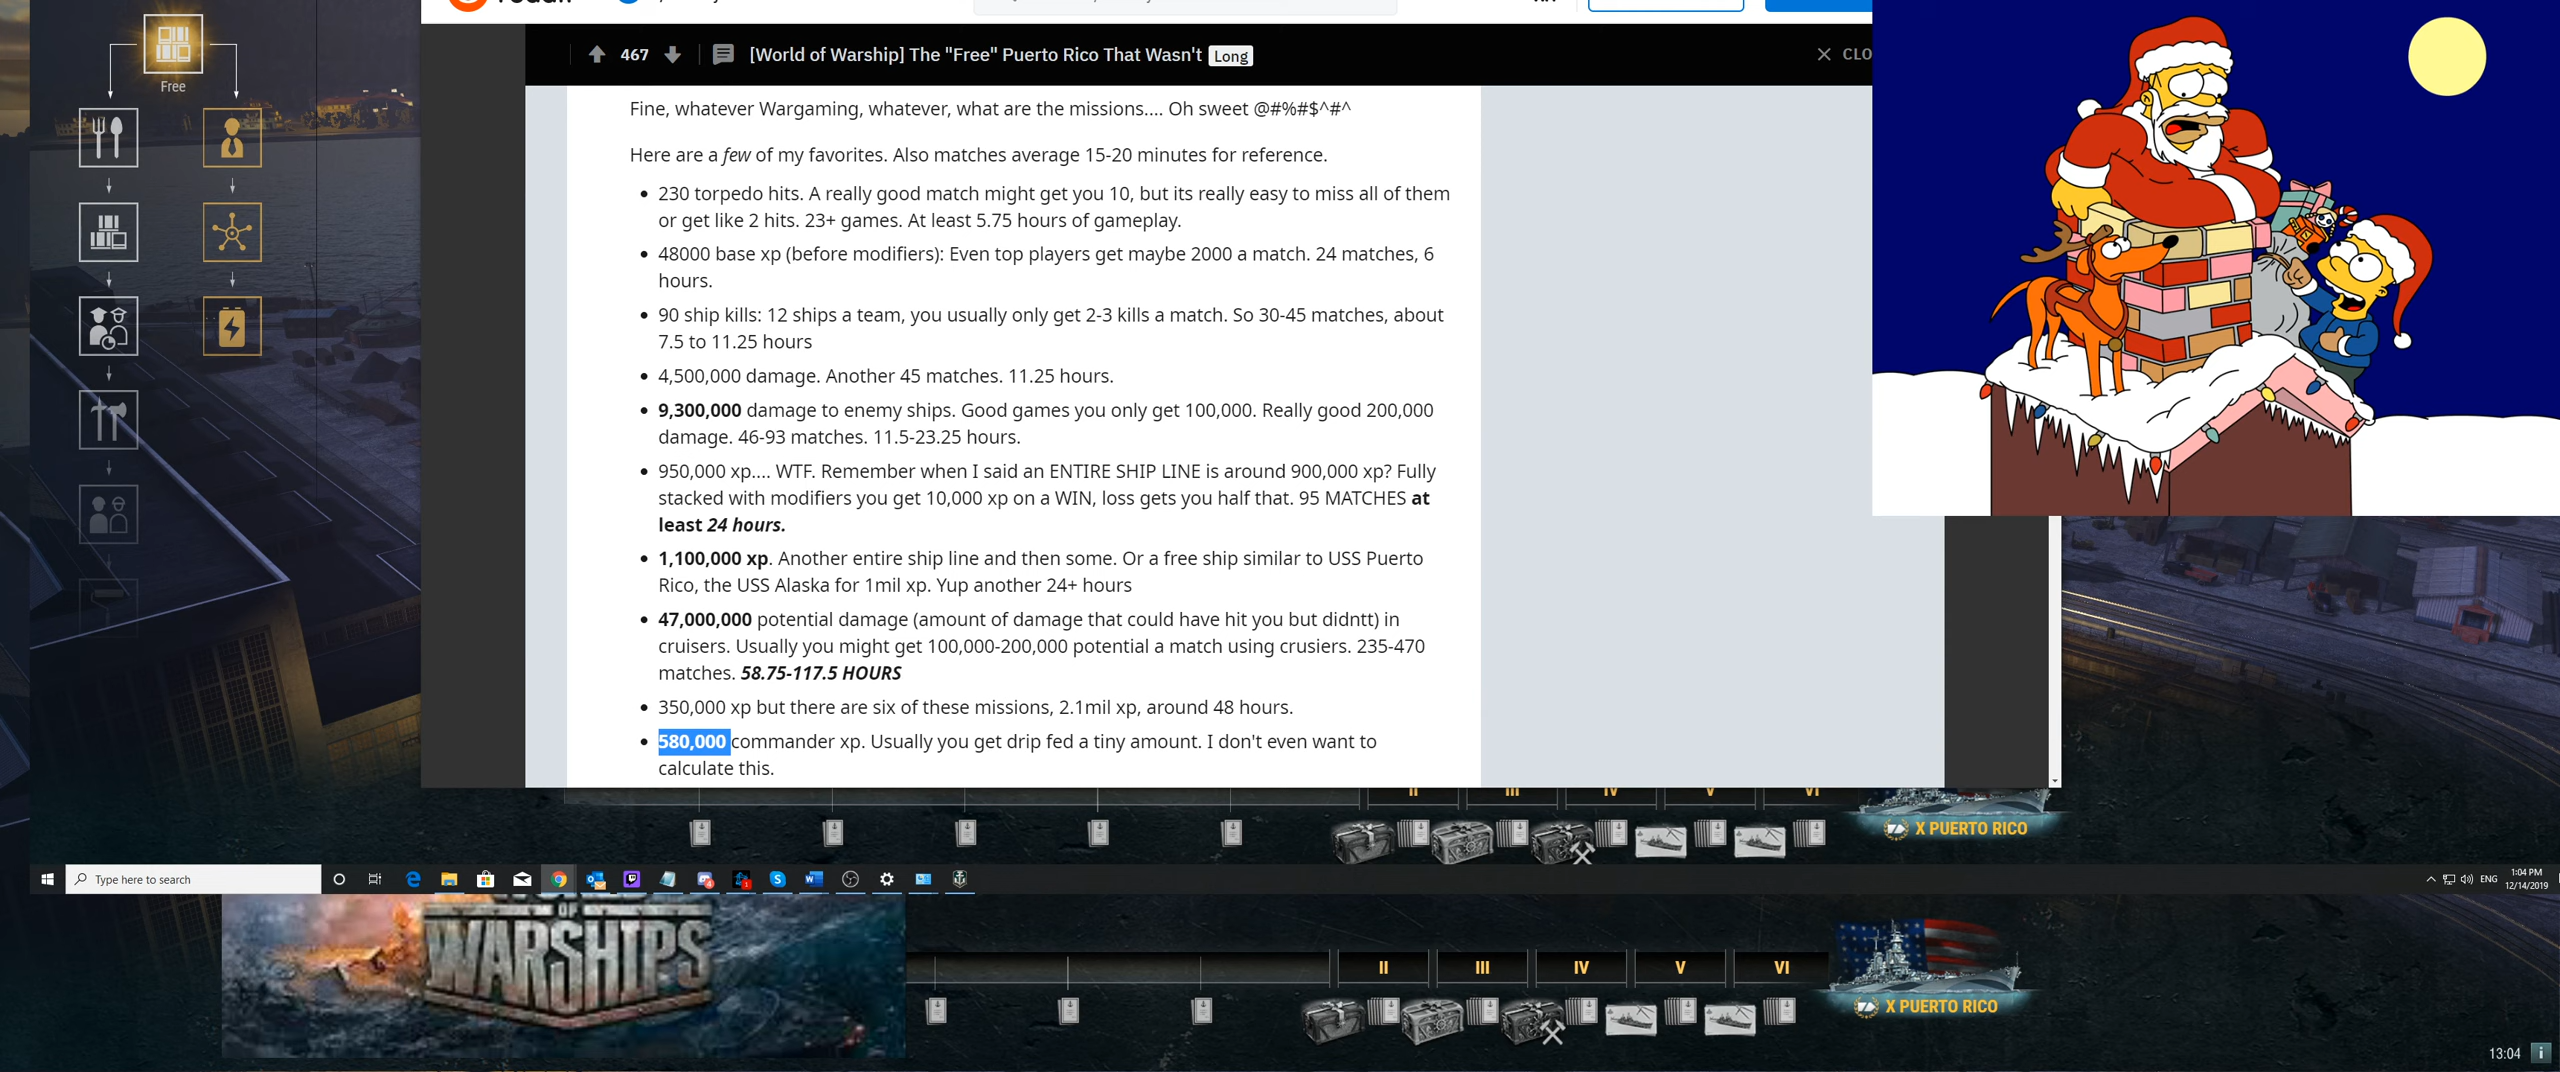 Free
467
[World of Warship] The "Free" Puerto Rico That Wasn't Long
CLO
Fine, whatever Wargaming, whatever, what are the missions.... Oh sweet @#%#$^#^
Here are a few of my favorites. Also matches average 15-20 minutes for reference.
230 torpedo hits. A really good match might get you 10, but its really easy to miss all of them
or get like 2 hits. 23+ games. At least 5.75 hours of gameplay.
48000 base xp (before modifiers): Even top players get maybe 2000 a match. 24 matches, 6
hours.
90 ship kills: 12 ships a team, you usually only get 2-3 kills a match. So 30-45 matches, about
7.5 to 11.25 hours
4,500,000 damage. Another 45 matches. 11.25 hours.
9,300,000 damage to enemy ships. Good games you only get 100,000. Really good 200,000
damage. 46-93 matches. 11.5-23.25 hours.
950,000 xp.... WTF. Remember when I said an ENTIRE SHIP LINE is around 900,000 xp? Fully
stacked with modifiers you get 10,000 xp on a WIN, loss gets you half that. 95 MATCHES at
least 24 hours.
1,100,000 xp. Another entire ship line and then some. Or a free ship similar to USS Puerto
Rico, the USS Alaska for 1mil xp. Yup another 24+ hours
47,000,000 potential damage (amount of damage that could have hit you but didntt) in
cruisers. Usually you might get 100,000-200,000 potential a match using crusiers. 235-470
matches. 58.75-117.5 HOURS
350,000 xp but there are six of these missions, 2.1mil xp, around 48 hours.
580,000 commander xp. Usually you get drip fed a tiny amount. I don't even want to
calculate this.
II III IV V VI
X PUERTO RICO
Type here to search
ENG
1:04 PM
12/14/2019
OF
WARSHIPS
II III IV V VI
X PUERTO RICO
13:04